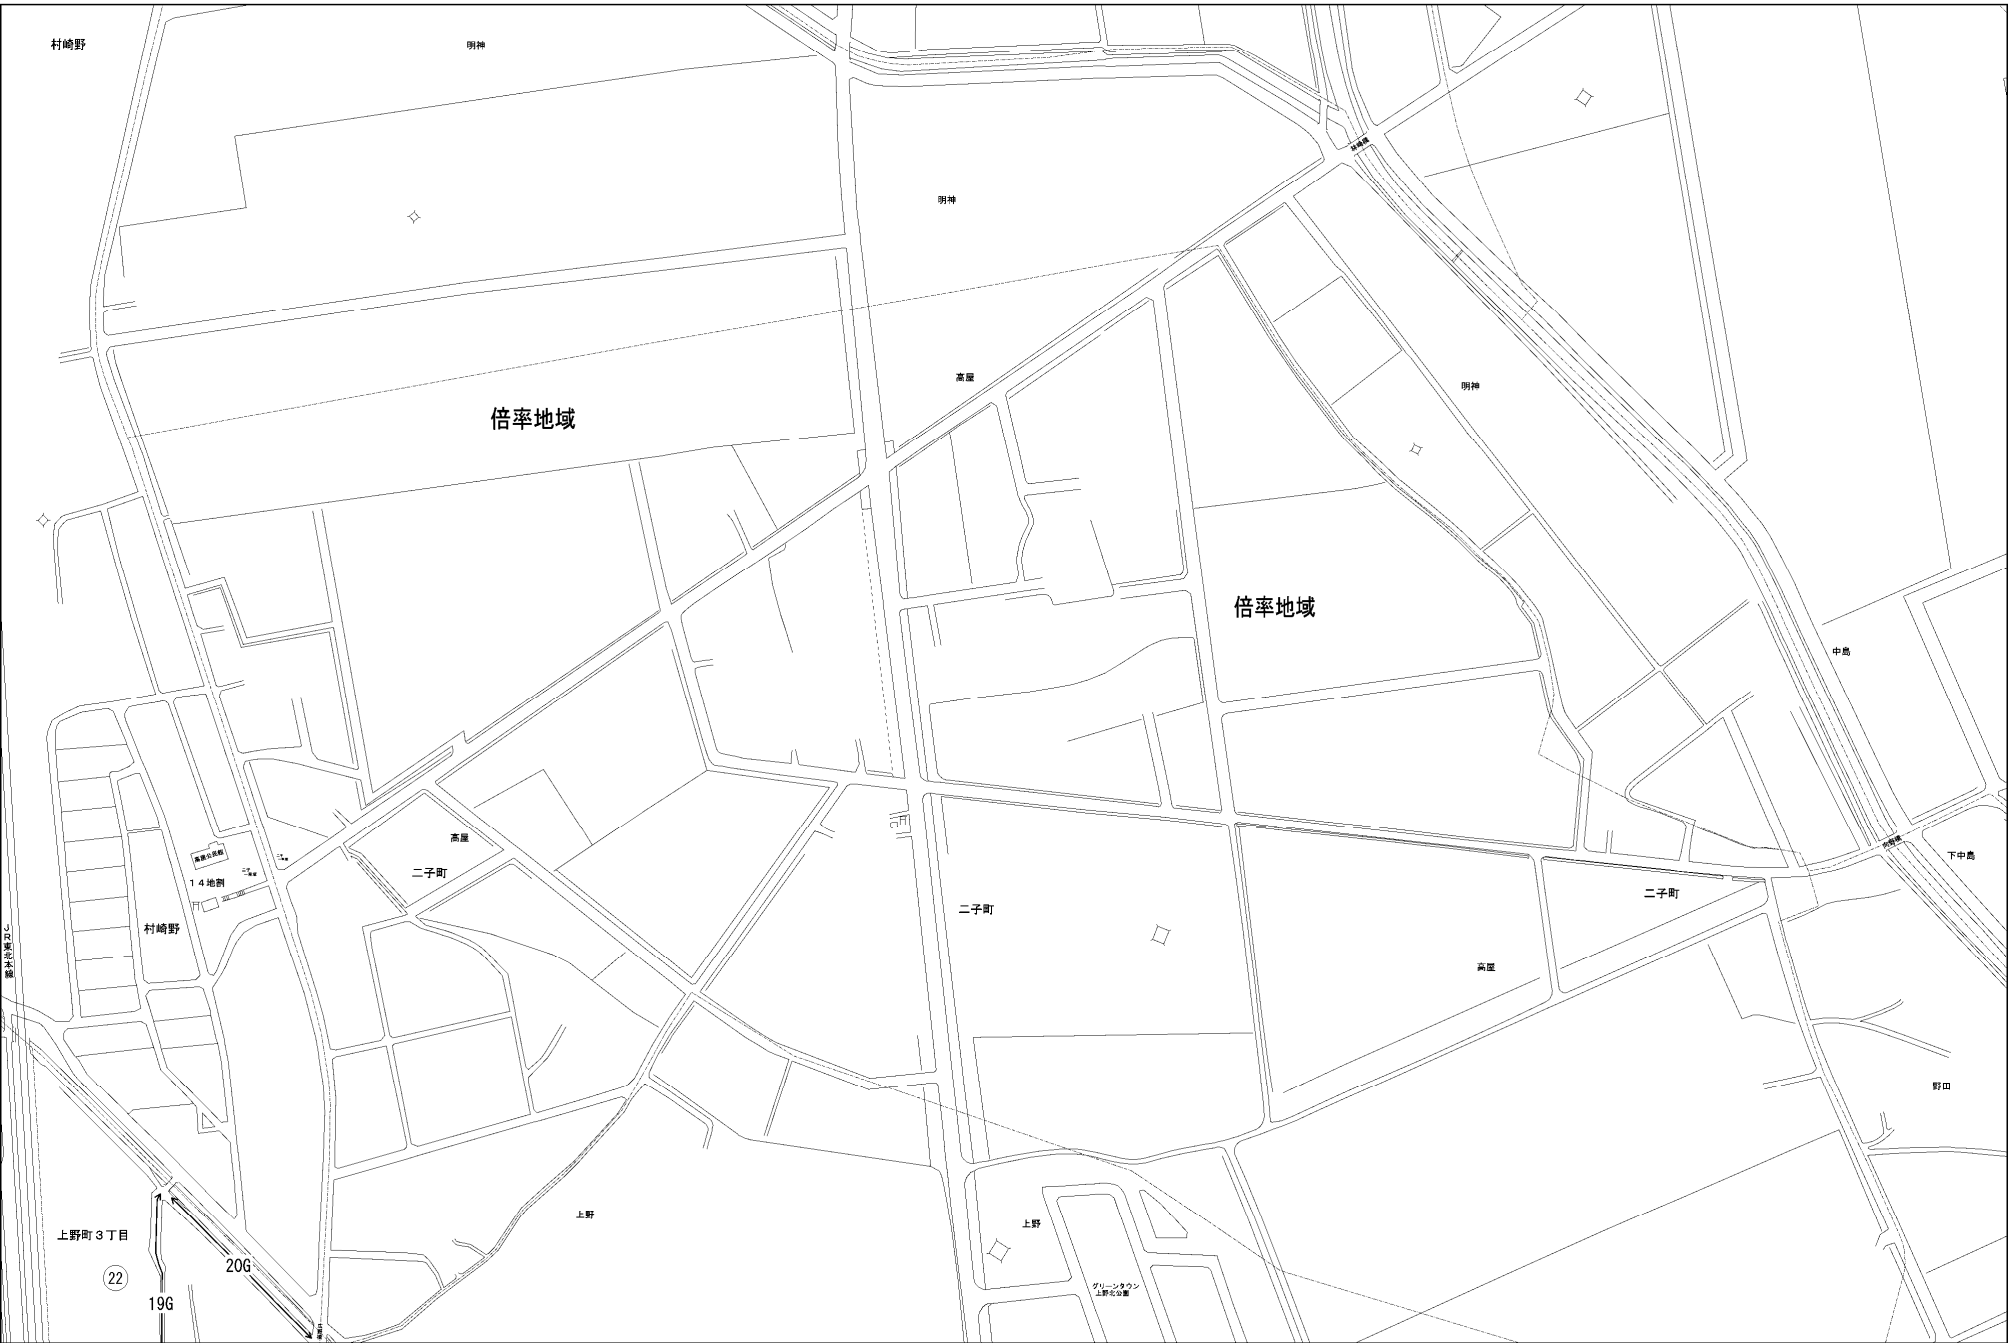 村崎野
明神
明神
高屋
倍率地域
明神
倍率地域
中島
高屋
二子町
14地割
村崎野
二子町
二子町
下中島
高屋
JR東北本線
野田
上野
上野
上野町3丁目
22
20G
19G
グリーンタウン
上野北公園